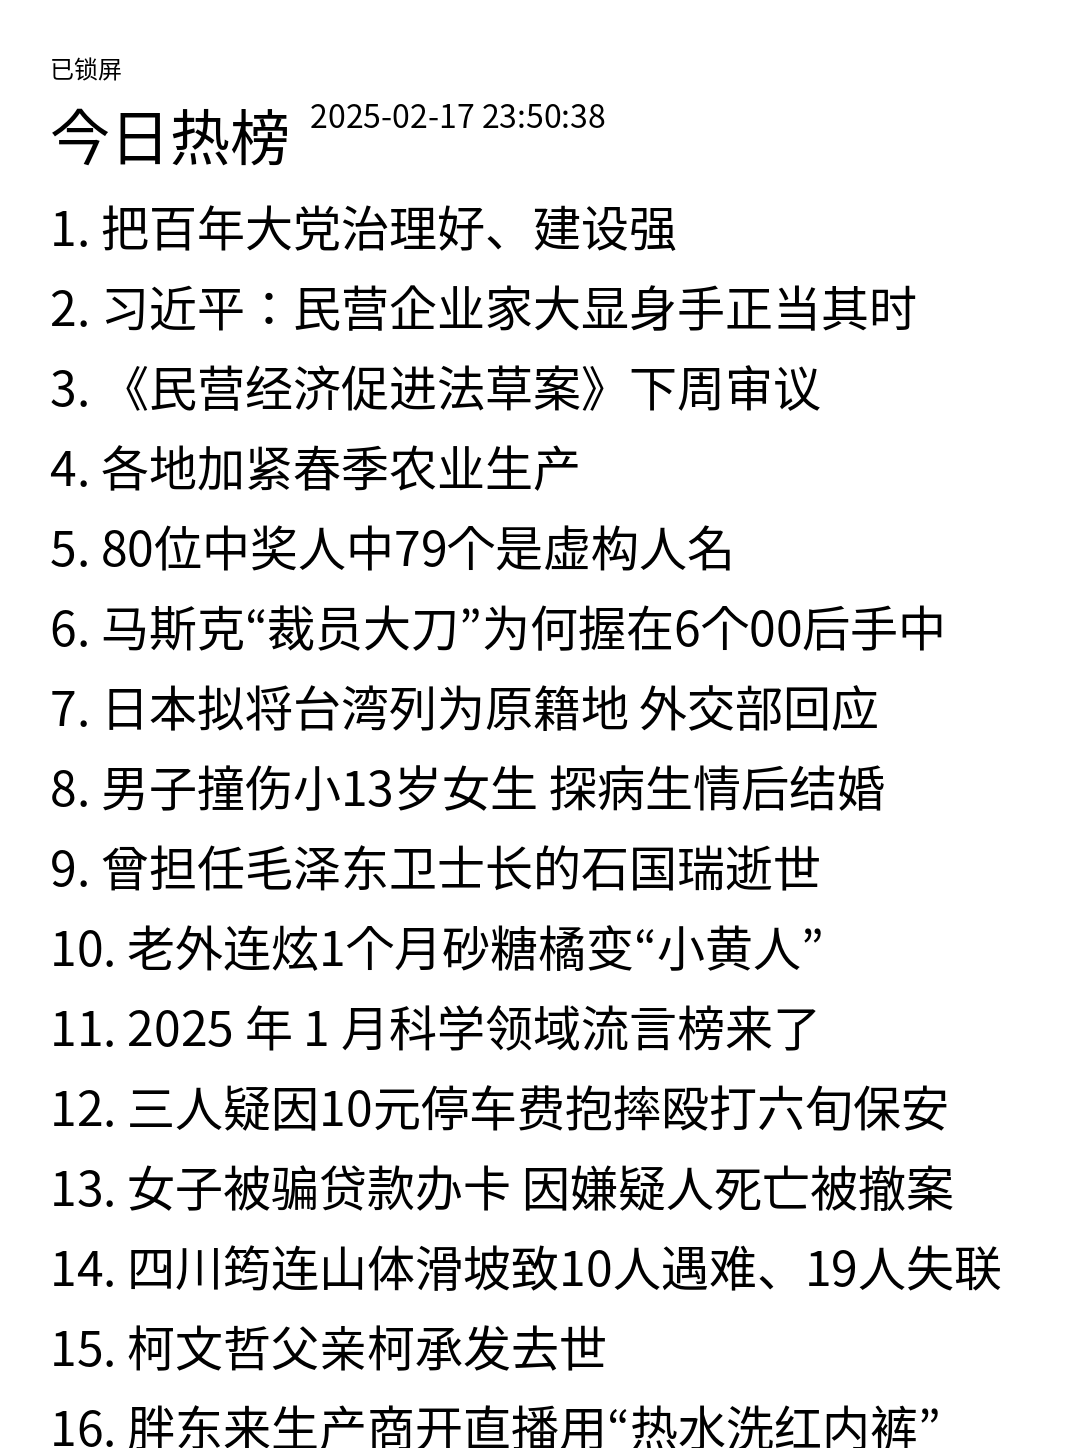 已锁屏
今日热榜 2025-02-17 23:50:38
1. 把百年大党治理好、建设强
2. 习近平：民营企业家大显身手正当其时
3. 《民营经济促进法草案》下周审议
4. 各地加紧春季农业生产
5. 80位中奖人中79个是虚构人名
6. 马斯克“裁员大刀”为何握在6个00后手中
7. 日本拟将台湾列为原籍地 外交部回应
8. 男子撞伤小13岁女生 探病生情后结婚
9. 曾担任毛泽东卫士长的石国瑞逝世
10. 老外连炫1个月砂糖橘变“小黄人”
11. 2025 年 1 月科学领域流言榜来了
12. 三人疑因10元停车费抱摔殴打六旬保安
13. 女子被骗贷款办卡 因嫌疑人死亡被撤案
14. 四川筠连山体滑坡致10人遇难、19人失联
15. 柯文哲父亲柯承发去世
16. 胖东来生产商开直播用“热水洗红内裤”